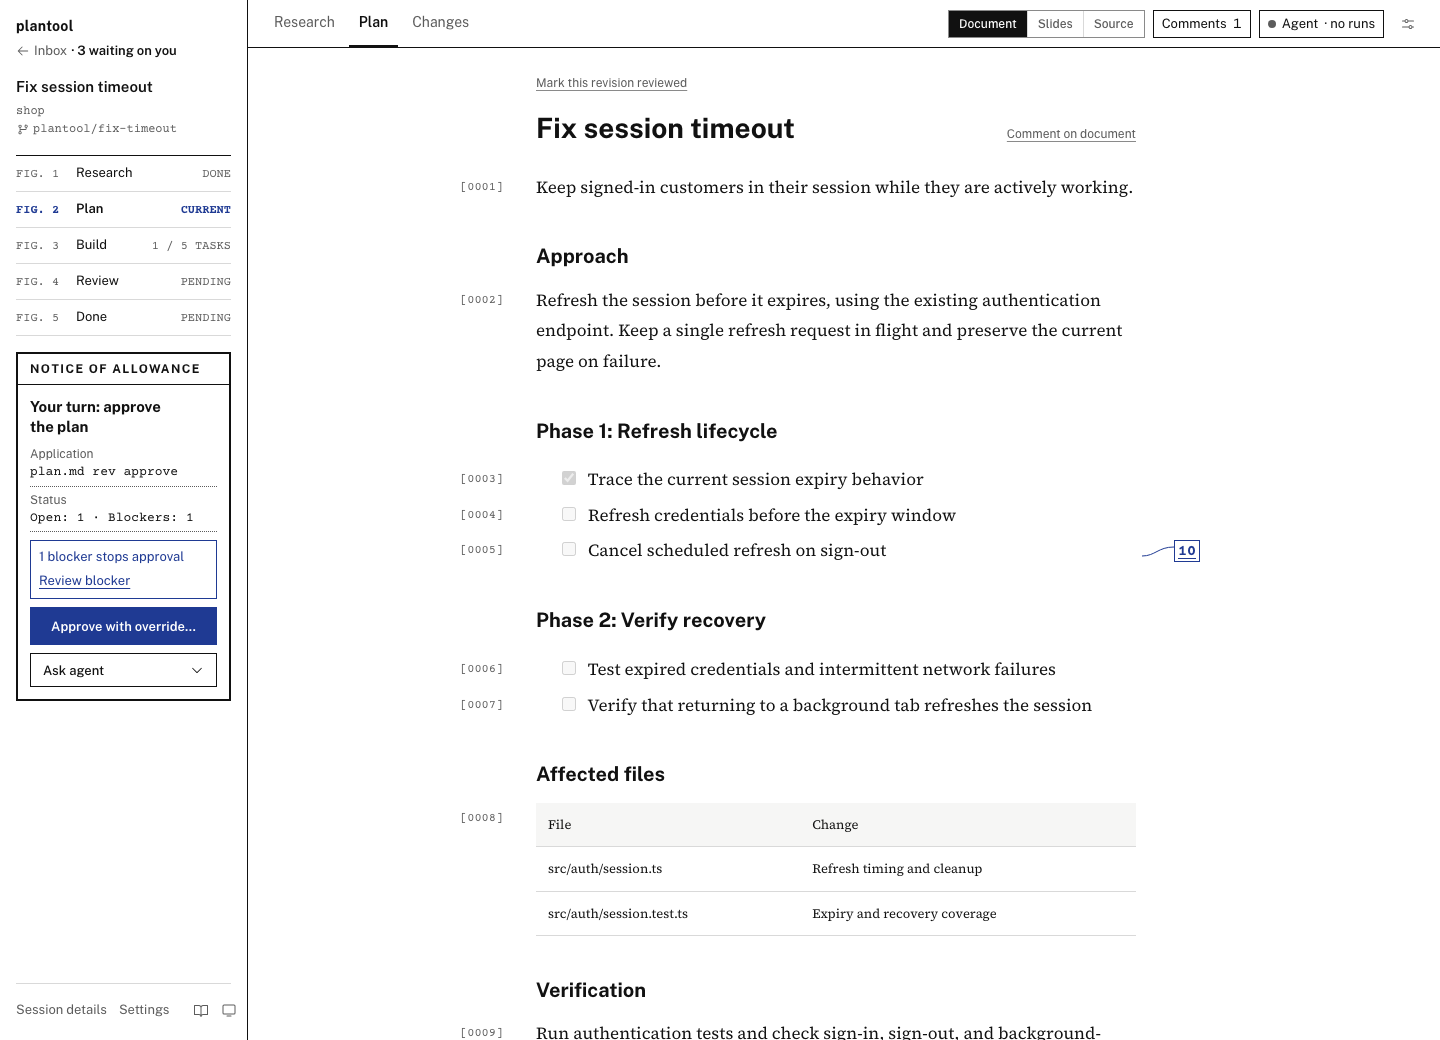 plantool
← Inbox · 3 waiting on you
Fix session timeout
shop
plantool/fix-timeout
FIG. 1 Research DONE
FIG. 2 Plan CURRENT
FIG. 3 Build 1 / 5 TASKS
FIG. 4 Review PENDING
FIG. 5 Done PENDING
NOTICE OF ALLOWANCE
Your turn: approve
the plan
Application
plan.md rev approve
Status
Open: 1 · Blockers: 1
1 blocker stops approval
Review blocker
Approve with override...
Ask agent
Session details Settings
Research Plan Changes
Document Slides Source
Comments 1
Agent · no runs
Mark this revision reviewed
Fix session timeout
Comment on document
[0001] Keep signed-in customers in their session while they are actively working.
Approach
[0002] Refresh the session before it expires, using the existing authentication
endpoint. Keep a single refresh request in flight and preserve the current
page on failure.
Phase 1: Refresh lifecycle
[0003] Trace the current session expiry behavior
[0004] Refresh credentials before the expiry window
[0005] Cancel scheduled refresh on sign-out
10
Phase 2: Verify recovery
[0006] Test expired credentials and intermittent network failures
[0007] Verify that returning to a background tab refreshes the session
Affected files
[0008] File Change
src/auth/session.ts Refresh timing and cleanup
src/auth/session.test.ts Expiry and recovery coverage
Verification
[0009] Run authentication tests and check sign-in, sign-out, and background-